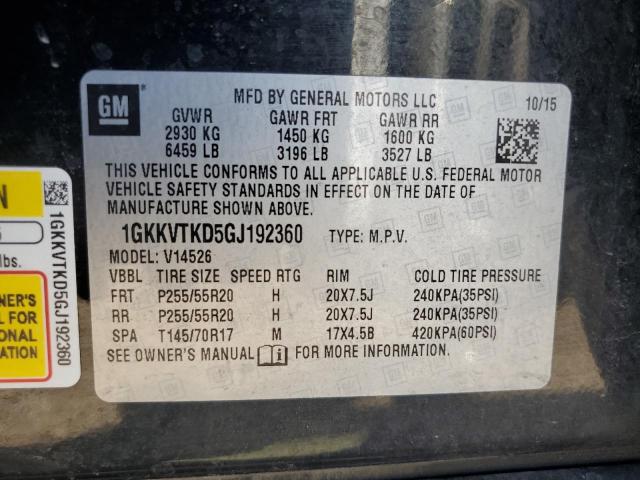 GM
MFD BY GENERAL MOTORS LLC 10/15
GVWR GAWR FRT GAWR RR
2930 KG 1450 KG 1600 KG
6459 LB 3196 LB 3527 LB
THIS VEHICLE CONFORMS TO ALL APPLICABLE U.S. FEDERAL MOTOR
VEHICLE SAFETY STANDARDS IN EFFECT ON THE DATE OF
MANUFACTURE SHOWN ABOVE.
1GKKVTKD5GJ192360 TYPE: M.P.V.
MODEL: V14526
VBBL TIRE SIZE SPEED RTG RIM COLD TIRE PRESSURE
FRT P255/55R20 H 20X7.5J 240KPA(35PSI)
RR P255/55R20 H 20X7.5J 240KPA(35PSI)
SPA T145/70R17 M 17X4.5B 420KPA(60PSI)
SEE OWNER'S MANUAL FOR MORE INFORMATION.
1GKKVTKD5GJ192360
lbs.